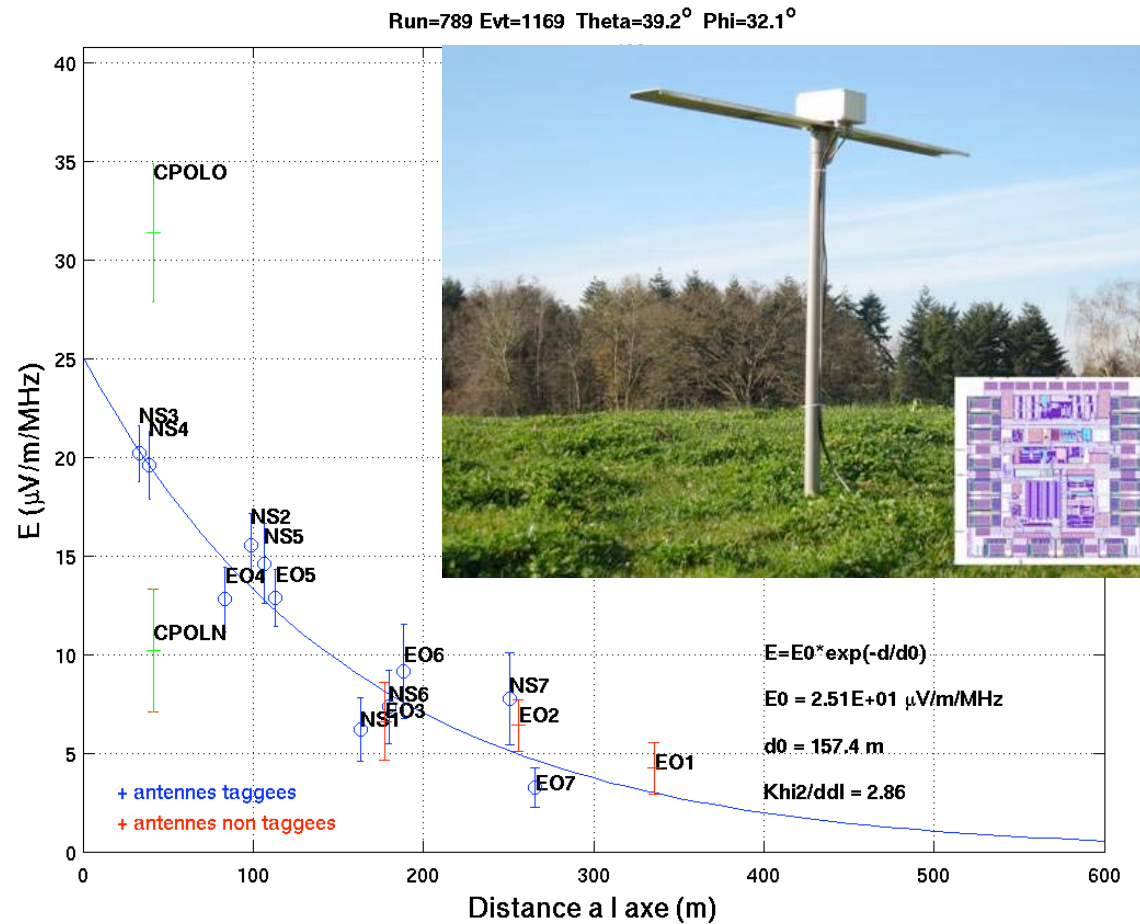 Run=789 Evt=1169 Theta=39.2° Phi=32.1°
40
35
30
25
20
15
10
5
0
E (μV/m/MHz)
CPOLO
NS3
NS4
NS2
NS5
EO4
EO5
CPOLN
EO6
NS6
EO3
NS1
NS7
EO2
EO1
EO7
E=E0*exp(-d/d0)
E0 = 2.51E+01 μV/m/MHz
d0 = 157.4 m
Khi2/ddl = 2.86
+ antennes taggees
+ antennes non taggees
0 100 200 300 400 500 600
Distance a l axe (m)